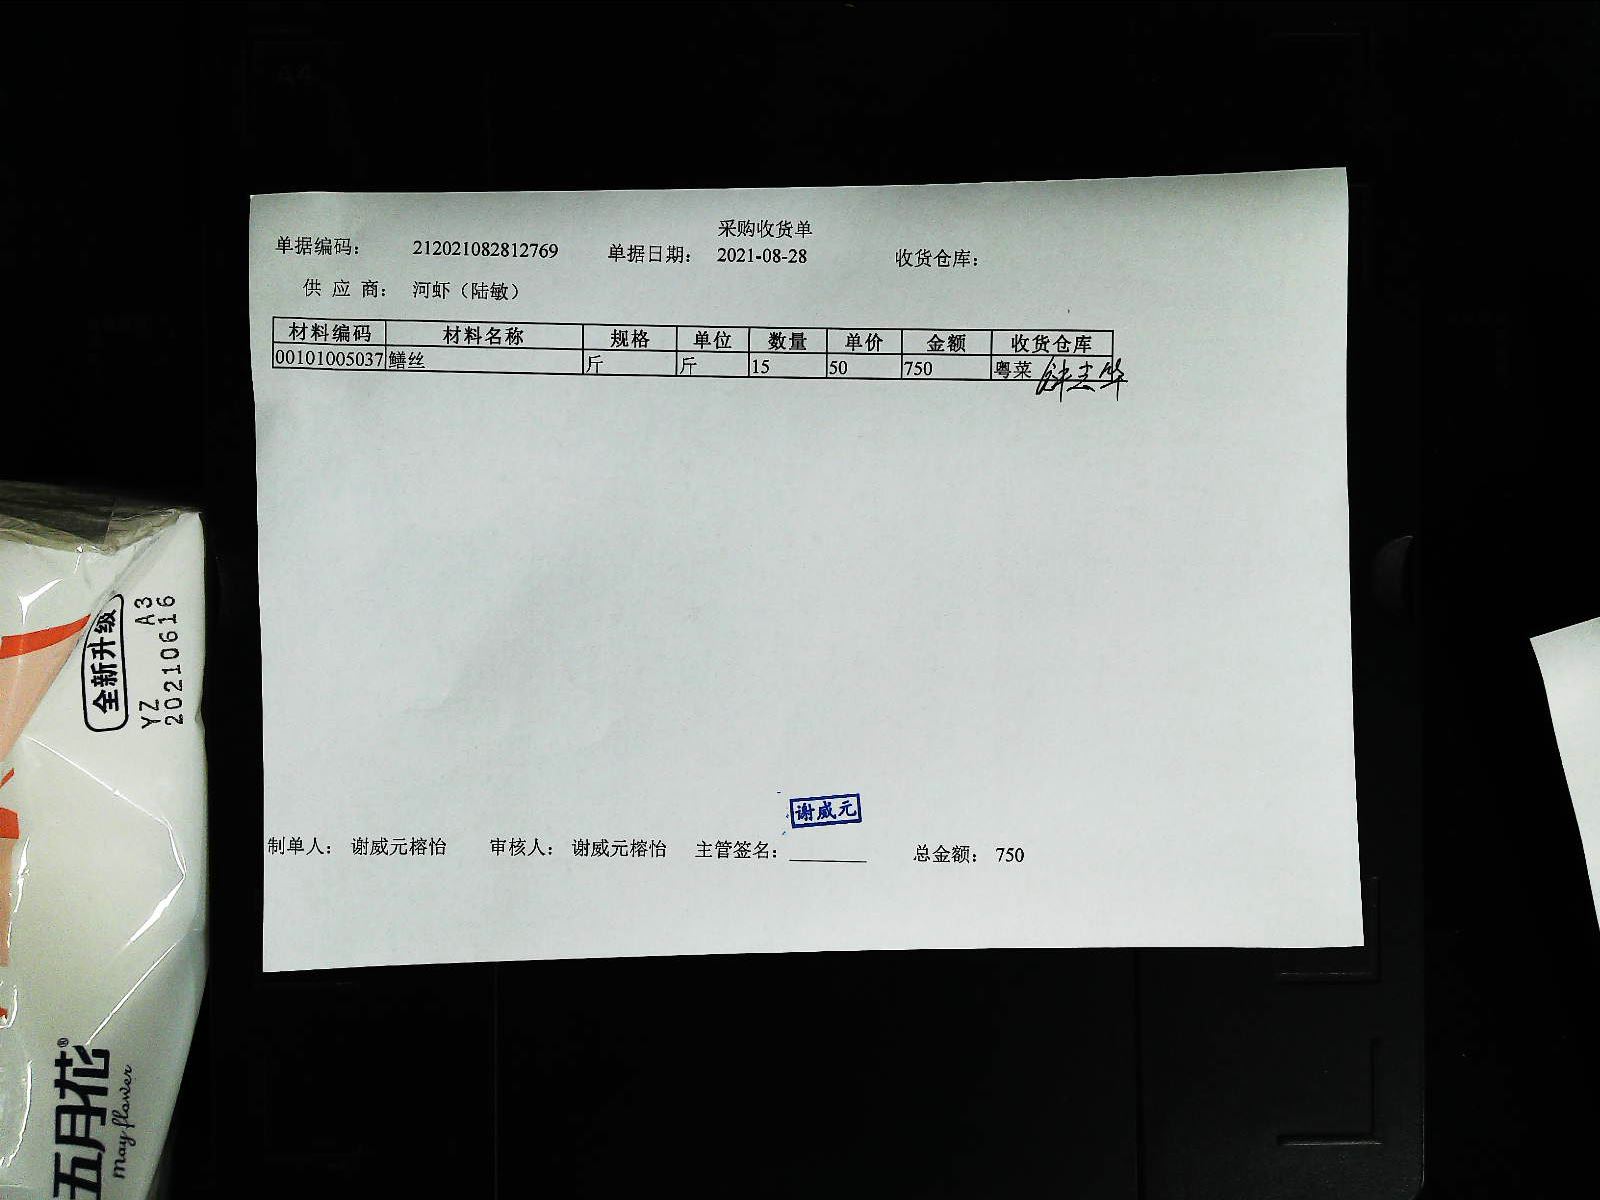 采购收货单
单据编码： 212021082812769 单据日期： 2021-08-28 收货仓库：
供 应 商： 河虾（陆敏）
材料编码 材料名称 规格 单位 数量 单价 金额 收货仓库
00101005037 鳝丝 斤 斤 15 50 750 粤菜
谢威元
制单人： 谢威元榕怡 审核人： 谢威元榕怡 主管签名： 总金额： 750
全新升级
YZ A3
20210616
五月花®
May flower
A4